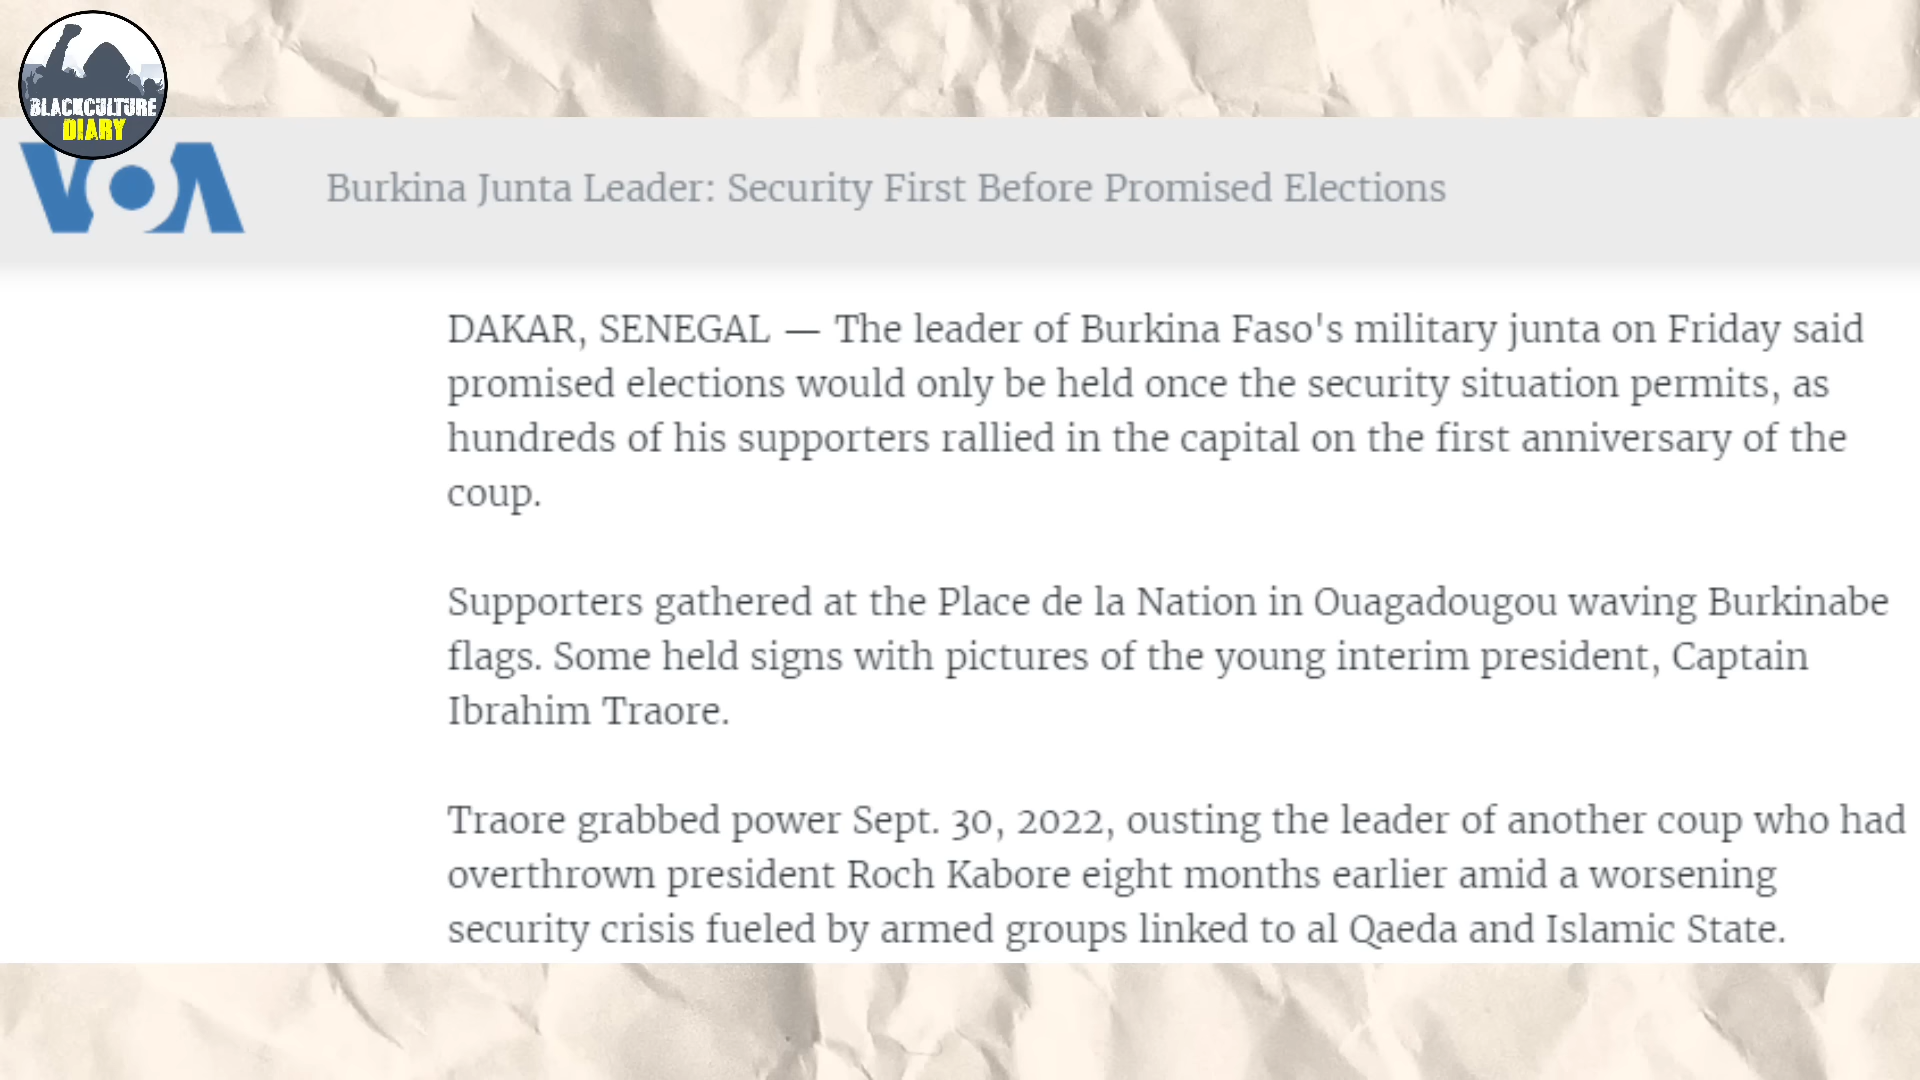 BLACKCULTURE
DIARY
VOA
Burkina Junta Leader: Security First Before Promised Elections
DAKAR, SENEGAL — The leader of Burkina Faso's military junta on Friday said
promised elections would only be held once the security situation permits, as
hundreds of his supporters rallied in the capital on the first anniversary of the
coup.
Supporters gathered at the Place de la Nation in Ouagadougou waving Burkinabe
flags. Some held signs with pictures of the young interim president, Captain
Ibrahim Traore.
Traore grabbed power Sept. 30, 2022, ousting the leader of another coup who had
overthrown president Roch Kabore eight months earlier amid a worsening
security crisis fueled by armed groups linked to al Qaeda and Islamic State.